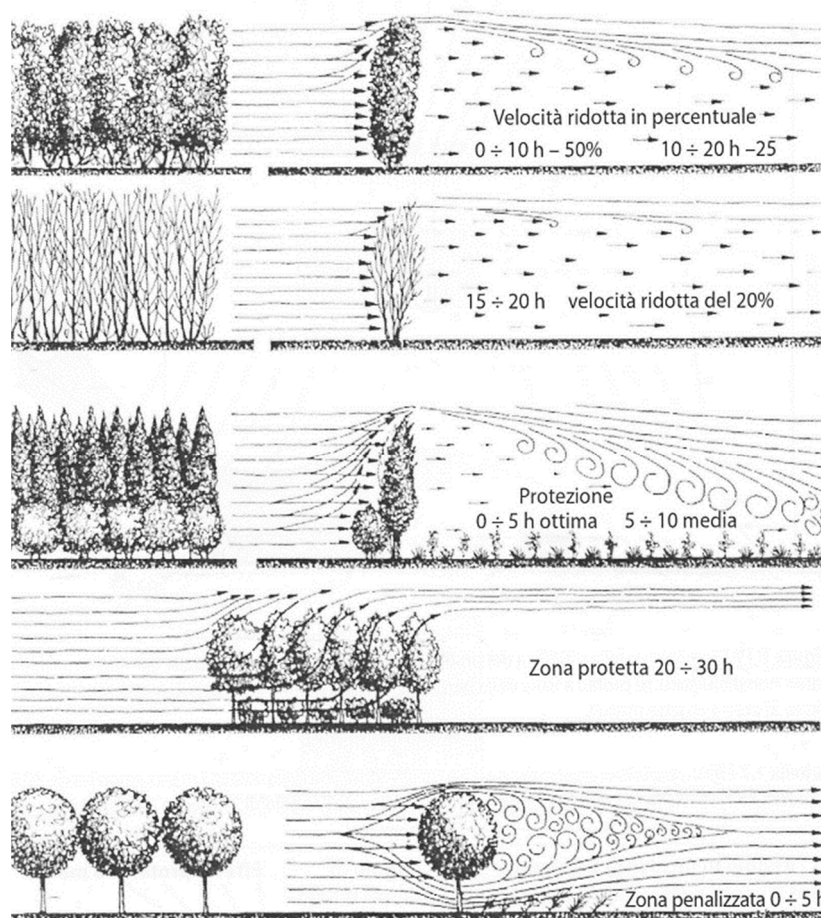 Velocità ridotta in percentuale
0 ÷ 10 h – 50% 10 ÷ 20 h –25
15 ÷ 20 h velocità ridotta del 20%
Protezione
0 ÷ 5 h ottima 5 ÷ 10 media
Zona protetta 20 ÷ 30 h
Zona penalizzata 0 ÷ 5 h